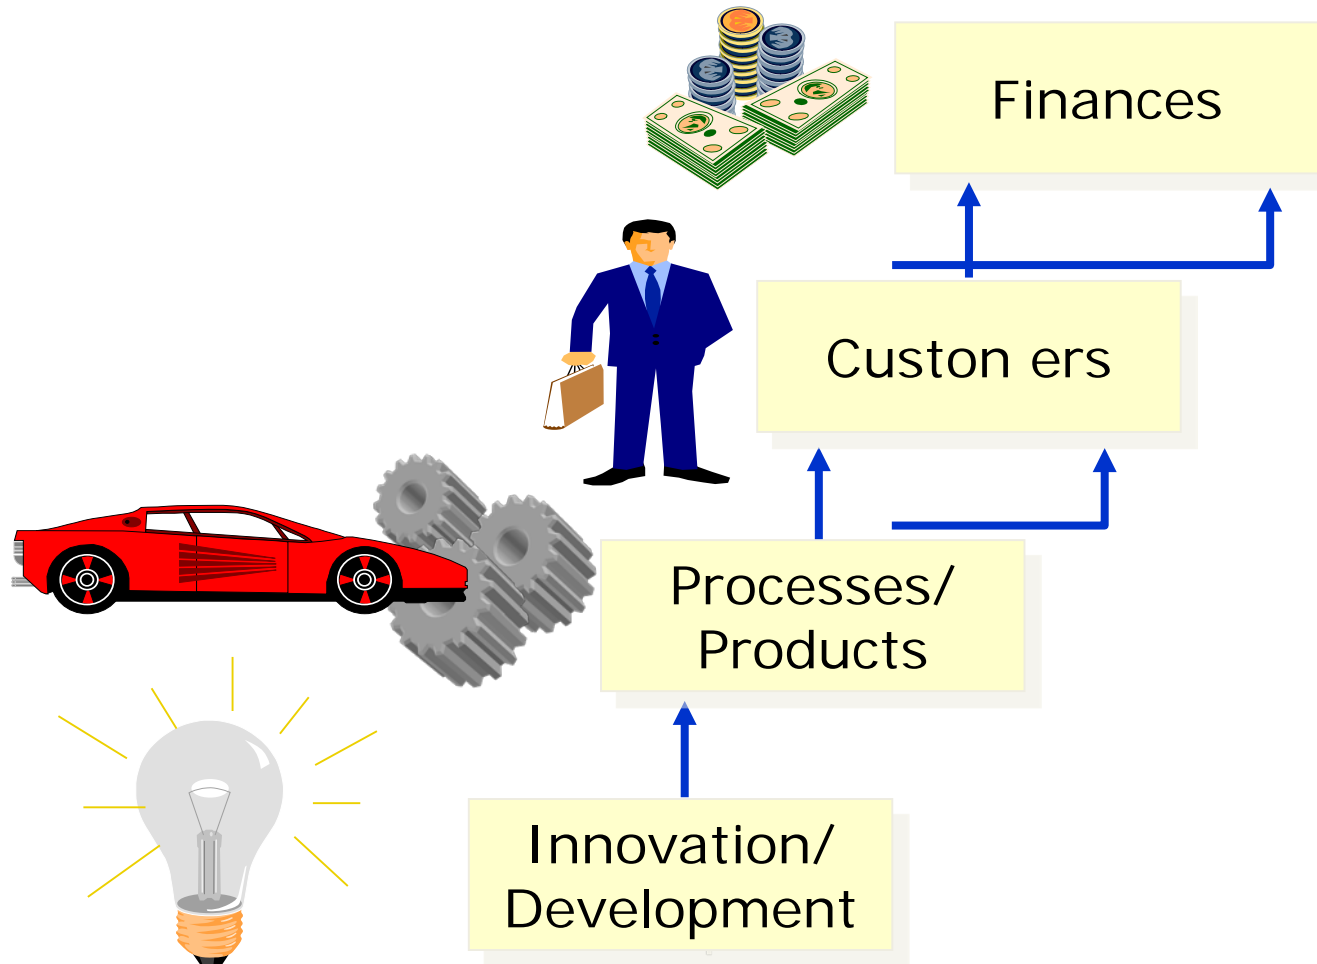 Finances
Custon ers
Processes/
Products
Innovation/
Development